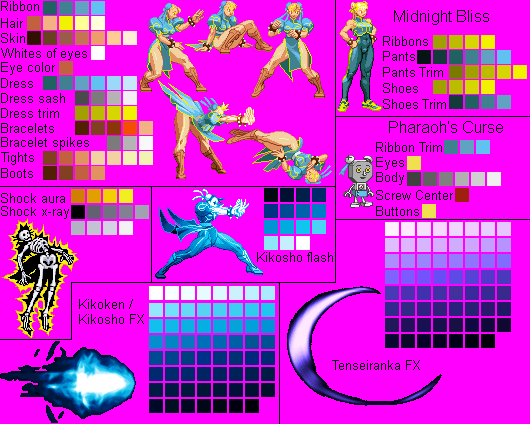 Ribbon
Hair
Skin
Whites of eyes
Eye color
Dress
Dress sash
Dress trim
Bracelets
Bracelet spikes
Tights
Boots
Midnight Bliss
Ribbons
Pants
Pants Trim
Shoes
Shoes Trim
Pharaoh's Curse
Ribbon Trim
Eyes
Body
Screw Center
Buttons
Shock aura
Shock x-ray
Kikosho flash
Kikoken /
Kikosho FX
Tenseiranka FX